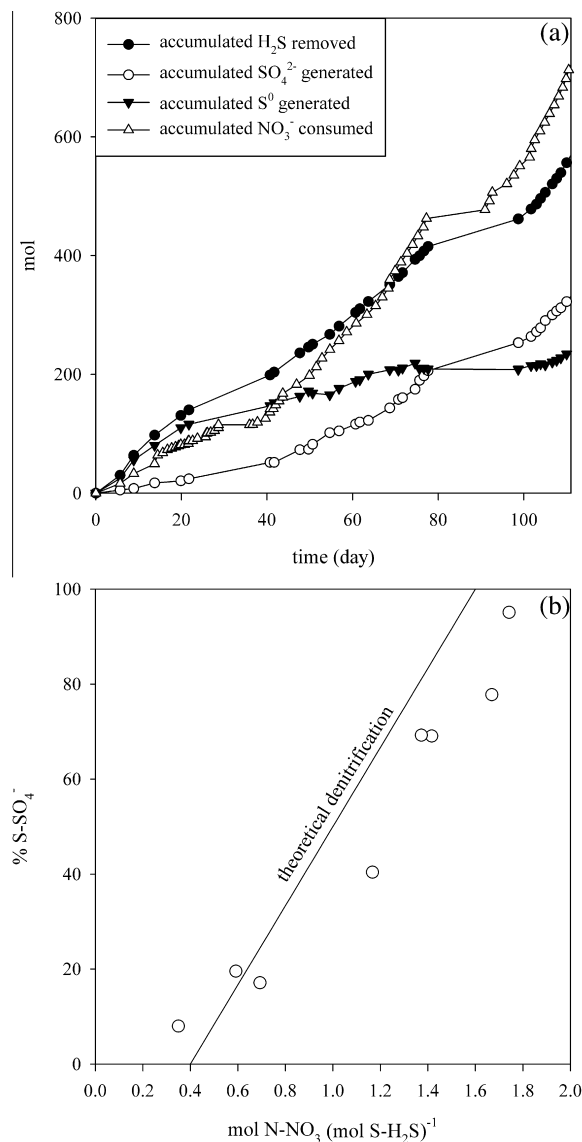 800
600
400
200
0
mol
(a)
accumulated H₂S removed
accumulated SO₄²⁻ generated
accumulated S⁰ generated
accumulated NO₃⁻ consumed
0 20 40 60 80 100
time (day)
100
80
60
40
20
0
% S-SO₄⁻
(b)
theoretical denitrification
0.0 0.2 0.4 0.6 0.8 1.0 1.2 1.4 1.6 1.8 2.0
mol N-NO₃ (mol S-H₂S)⁻¹